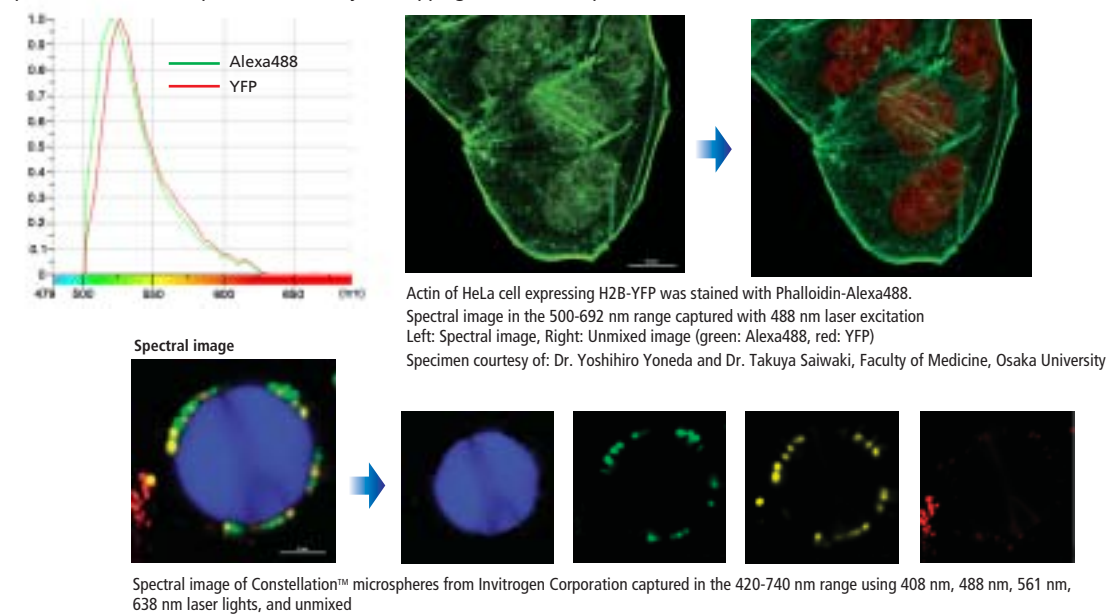 1.0
0.9
0.8
0.7
0.6
0.5
0.4
0.3
0.2
0.1
0
Alexa488
YFP
500
550
600
650
(nm)
Actin of HeLa cell expressing H2B-YFP was stained with Phalloidin-Alexa488.
Spectral image in the 500-692 nm range captured with 488 nm laser excitation
Left: Spectral image, Right: Unmixed image (green: Alexa488, red: YFP)
Specimen courtesy of: Dr. Yoshihiro Yoneda and Dr. Takuya Saiwaki, Faculty of Medicine, Osaka University
Spectral image
Spectral image of Constellation™ microspheres from Invitrogen Corporation captured in the 420-740 nm range using 408 nm, 488 nm, 561 nm,
638 nm laser lights, and unmixed